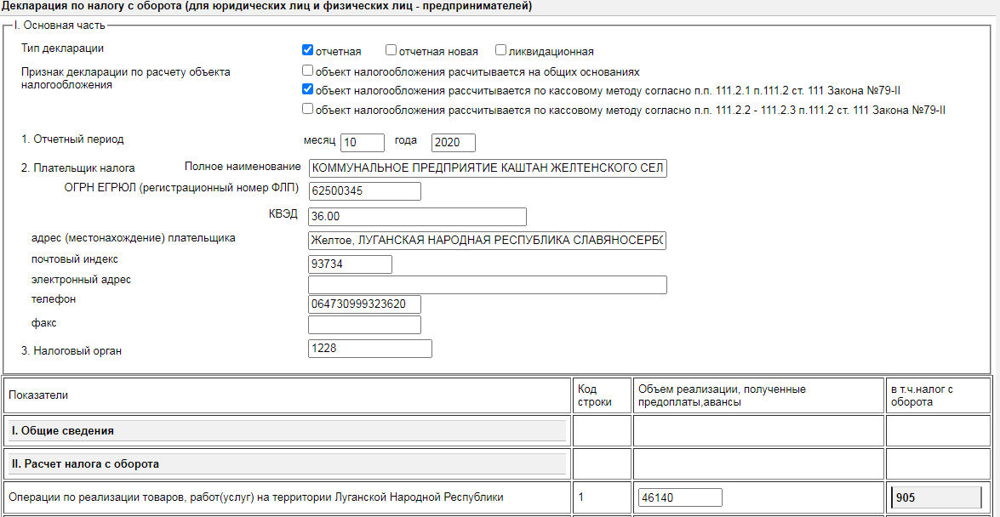 Декларация по налогу с оборота (для юридических лиц и физических лиц - предпринимателей)
I. Основная часть
Тип декларации
отчетная отчетная новая ликвидационная
Признак декларации по расчету объекта
налогообложения
объект налогообложения расчитывается на общих основаниях
объект налогообложения рассчитывается по кассовому методу согласно п.п. 111.2.1 п.111.2 ст. 111 Закона №79-II
объект налогообложения рассчитывается по кассовому методу согласно п.п. 111.2.2 - 111.2.3 п.111.2 ст. 111 Закона №79-II
1. Отчетный период месяц 10 года 2020
2. Плательщик налога Полное наименование КОММУНАЛЬНОЕ ПРЕДПРИЯТИЕ КАШТАН ЖЕЛТЕНСКОГО СЕЛ
ОГРН ЕГРЮЛ (регистрационный номер ФЛП) 62500345
КВЭД 36.00
адрес (местонахождение) плательщика Желтое, ЛУГАНСКАЯ НАРОДНАЯ РЕСПУБЛИКА СЛАВЯНОСЕРБС
почтовый индекс 93734
электронный адрес
телефон 064730999323620
факс
3. Налоговый орган 1228
Показатели
Код
строки
Объем реализации, полученные
предоплаты,авансы
в т.ч.налог с
оборота
I. Общие сведения
II. Расчет налога с оборота
Операции по реализации товаров, работ(услуг) на территории Луганской Народной Республики 1 46140 905